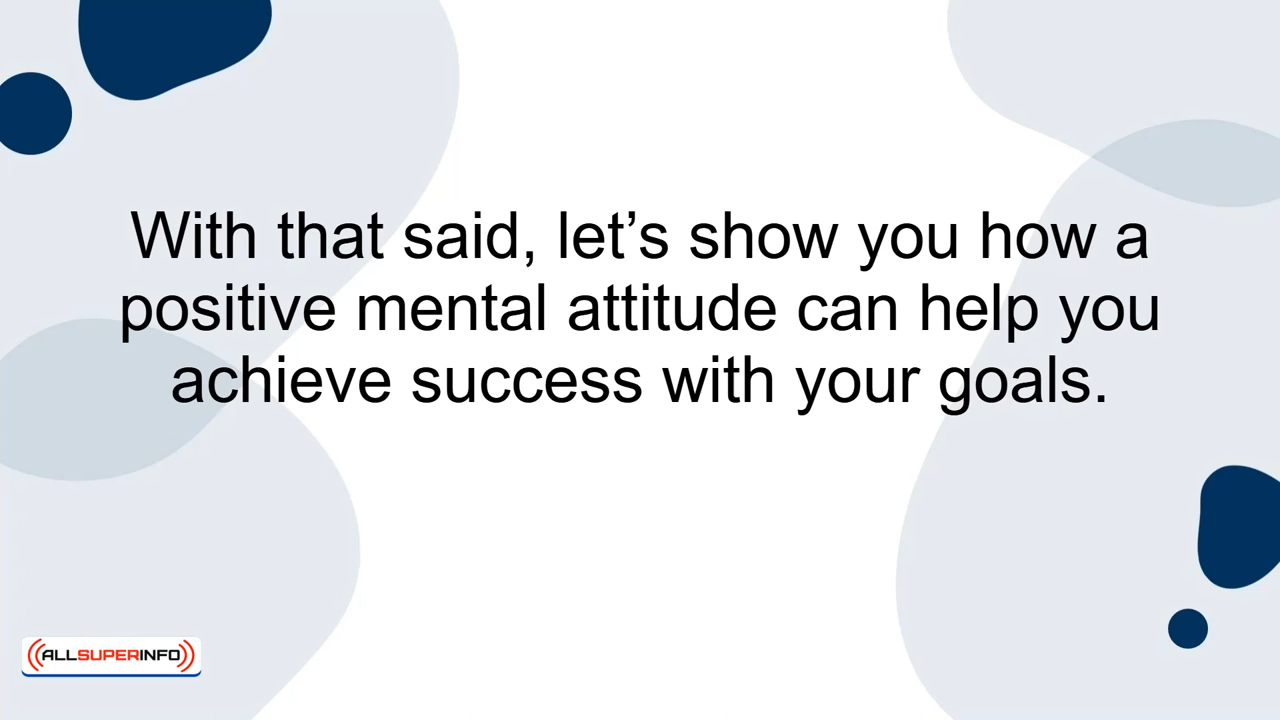 With that said, let’s show you how a
positive mental attitude can help you
achieve success with your goals.
ALLSUPERINFO